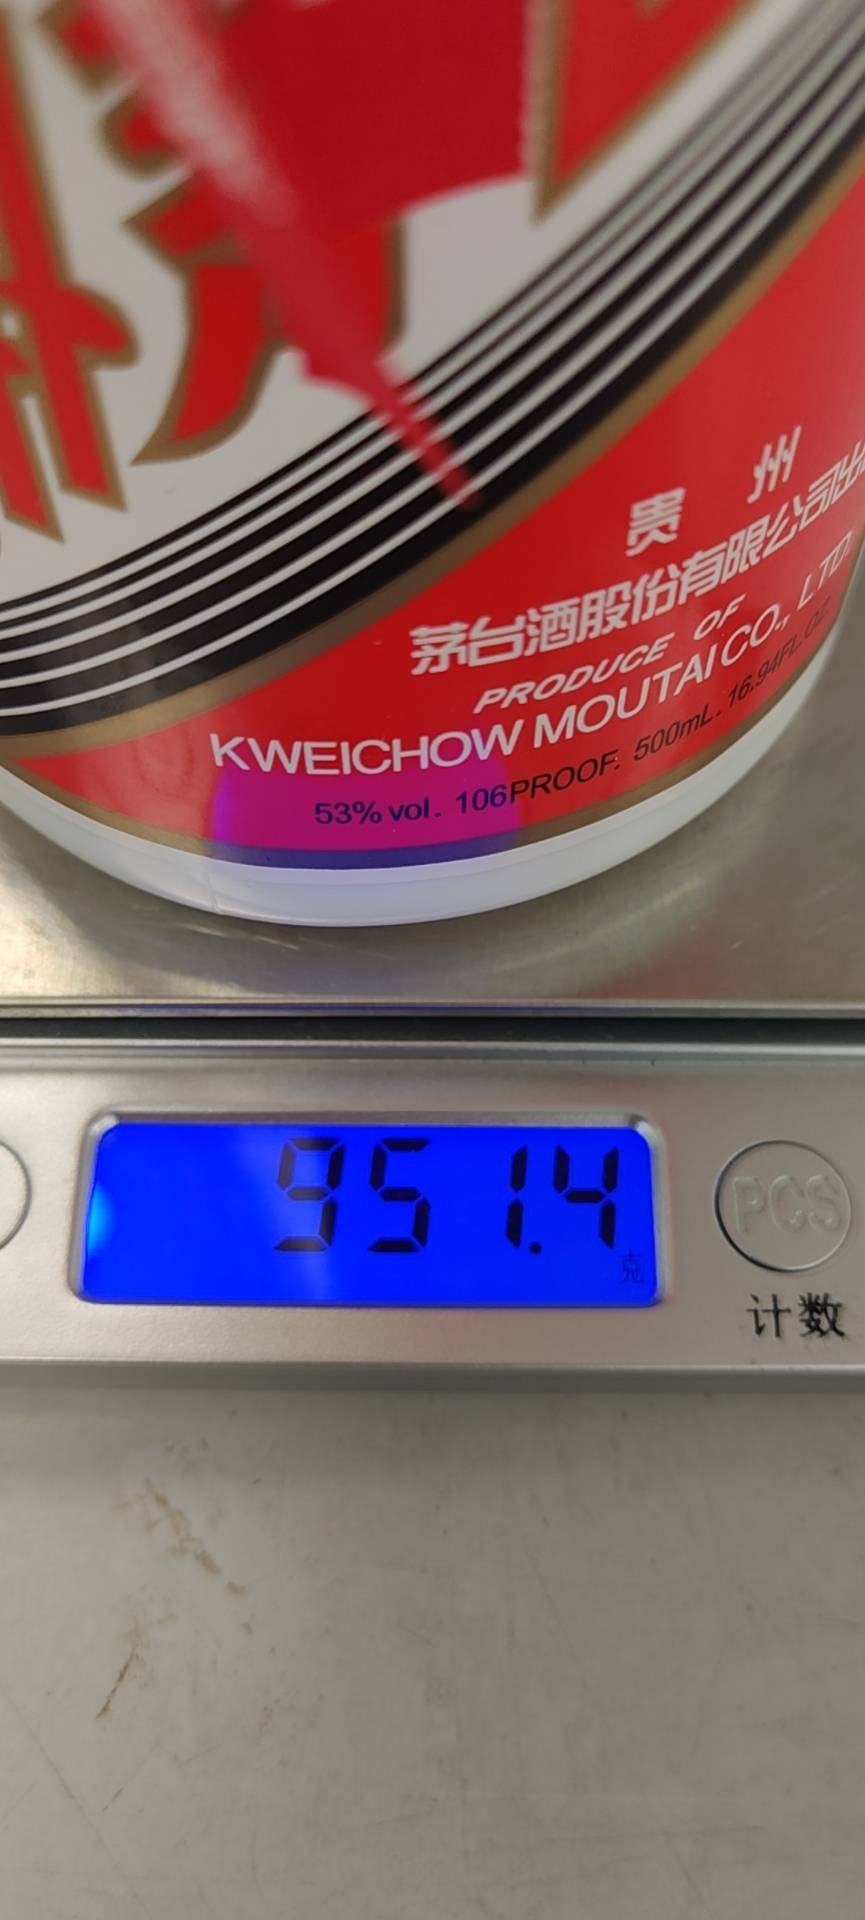 贵 州
茅台酒股份有限公司出
PRODUCE OF
KWEICHOW MOUTAI CO., LTD.
53% vol. 106PROOF. 500mL. 16.94FL.OZ
951.4
克
PCS
计数